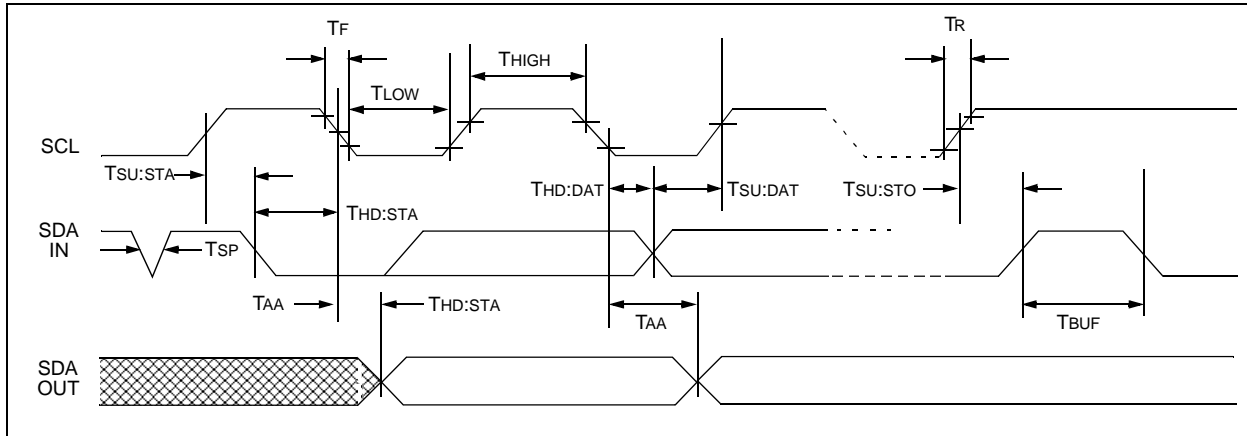 TF
TR
THIGH
TLOW
SCL
TSU:STA
THD:DAT
TSU:DAT
TSU:STO
THD:STA
SDA
IN
TSP
TAA
THD:STA
TAA
TBUF
SDA
OUT